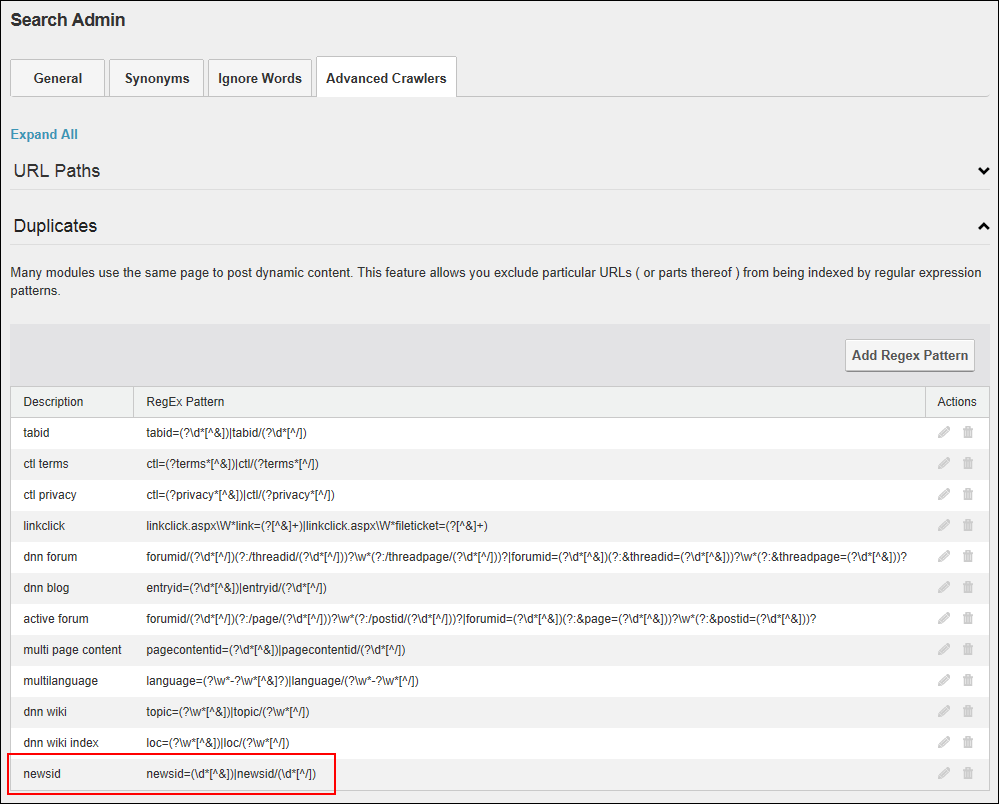 Search Admin
General Synonyms Ignore Words Advanced Crawlers
Expand All
URL Paths
Duplicates
Many modules use the same page to post dynamic content. This feature allows you exclude particular URLs ( or parts thereof ) from being indexed by regular expression
patterns.
Add Regex Pattern
Description RegEx Pattern Actions
tabid tabid=(?\d*[^&])|tabid/(?\d*[^/])
ctl terms ctl=(?terms*[^&])|ctl/(?terms*[^/])
ctl privacy ctl=(?privacy*[^&])|ctl/(?privacy*[^/])
linkclick linkclick.aspx\W*link=(?[^&]+)|linkclick.aspx\W*fileticket=(?[^&]+)
dnn forum forumid/(?\d*[^/])(?:/threadid/(?\d*[^/]))?\w*(?:/threadpage/(?\d*[^/]))?|forumid=(?\d*[^&])(?:&threadid=(?\d*[^&]))?\w*(?:&threadpage=(?\d*[^&]))?
dnn blog entryid=(?\d*[^&])|entryid/(?\d*[^/])
active forum forumid/(?\d*[^/])(?:/page/(?\d*[^/]))?\w*(?:/postid/(?\d*[^/]))?|forumid=(?\d*[^&])(?:&page=(?\d*[^&]))?\w*(?:&postid=(?\d*[^&]))?
multi page content pagecontentid=(?\d*[^&])|pagecontentid/(?\d*[^/])
multilanguage language=(?\w*-?\w*[^&]?)|language/(?\w*-?\w*[^/])
dnn wiki topic=(?\w*[^&])|topic/(?\w*[^/])
dnn wiki index loc=(?\w*[^&])|loc/(?\w*[^/])
newsid newsid=(\d*[^&])|newsid/(\d*[^/])